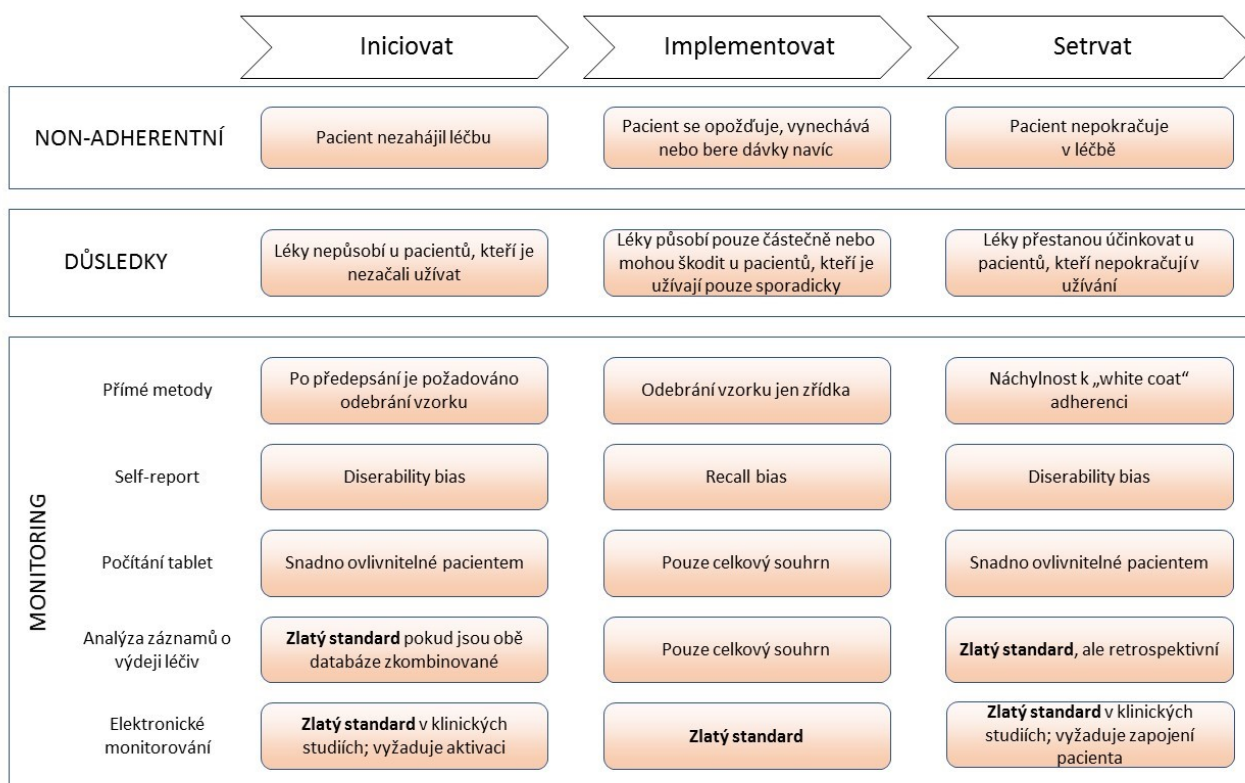 Iniciovat
Implementovat
Setrvat
NON-ADHERENTNÍ
Pacient nezahájil léčbu
Pacient se opožďuje, vynechává
nebo bere dávky navíc
Pacient nepokračuje
v léčbě
DŮSLEDKY
Léky nepůsobí u pacientů, kteří je
nezačali užívat
Léky působí pouze částečně nebo
mohou škodit u pacientů, kteří je
užívají pouze sporadicky
Léky přestanou účinkovat u
pacientů, kteří nepokračují v
užívání
MONITORING
Přímé metody
Po předepsání je požadováno
odebrání vzorku
Odebrání vzorku jen zřídka
Náchylnost k „white coat“
adherenci
Self-report
Diserability bias
Recall bias
Diserability bias
Počítání tablet
Snadno ovlivnitelné pacientem
Pouze celkový souhrn
Snadno ovlivnitelné pacientem
Analýza záznamů o
výdeji léčiv
Zlatý standard pokud jsou obě
databáze zkombinované
Pouze celkový souhrn
Zlatý standard, ale retrospektivní
Elektronické
monitorování
Zlatý standard v klinických
studiích; vyžaduje aktivaci
Zlatý standard
Zlatý standard v klinických
studiích; vyžaduje zapojení
pacienta